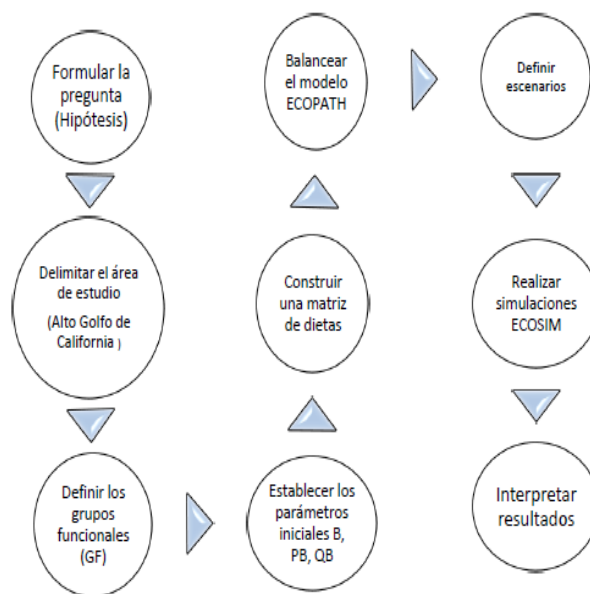 Formular la
pregunta
(Hipótesis)
Delimitar el área
de estudio
(Alto Golfo de
California )
Definir los
grupos
funcionales
(GF)
Establecer los
parámetros
iniciales B,
PB, QB
Construir
una matriz
de dietas
Balancear
el modelo
ECOPATH
Definir
escenarios
Realizar
simulaciones
ECOSIM
Interpretar
resultados